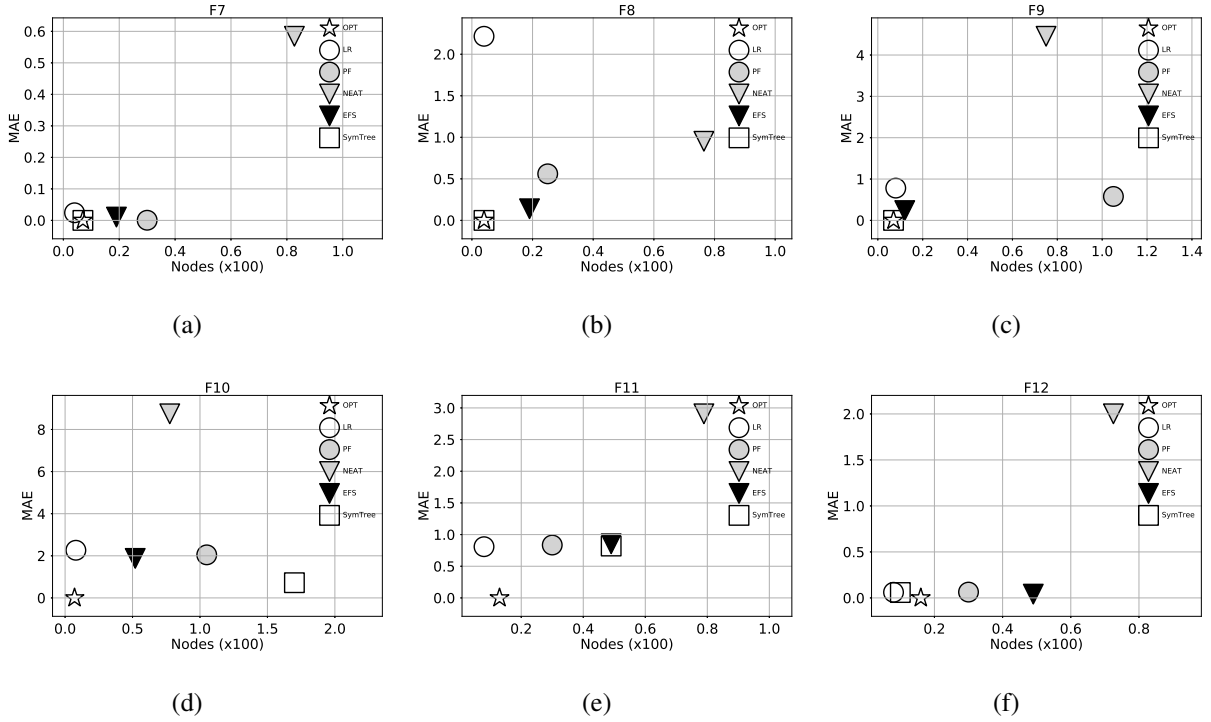 F7
OPT
LR
PF
NEAT
EFS
SymTree
MAE
0.6
0.5
0.4
0.3
0.2
0.1
0.0
0.0 0.2 0.4 0.6 0.8 1.0
Nodes (x100)
(a)
F8
OPT
LR
PF
NEAT
EFS
SymTree
MAE
2.0
1.5
1.0
0.5
0.0
0.0 0.2 0.4 0.6 0.8 1.0
Nodes (x100)
(b)
F9
OPT
LR
PF
NEAT
EFS
SymTree
MAE
4
3
2
1
0
0.0 0.2 0.4 0.6 0.8 1.0 1.2 1.4
Nodes (x100)
(c)
F10
OPT
LR
PF
NEAT
EFS
SymTree
MAE
8
6
4
2
0
0.0 0.5 1.0 1.5 2.0
Nodes (x100)
(d)
F11
OPT
LR
PF
NEAT
EFS
SymTree
MAE
3.0
2.5
2.0
1.5
1.0
0.5
0.0
0.2 0.4 0.6 0.8 1.0
Nodes (x100)
(e)
F12
OPT
LR
PF
NEAT
EFS
SymTree
MAE
2.0
1.5
1.0
0.5
0.0
0.2 0.4 0.6 0.8
Nodes (x100)
(f)